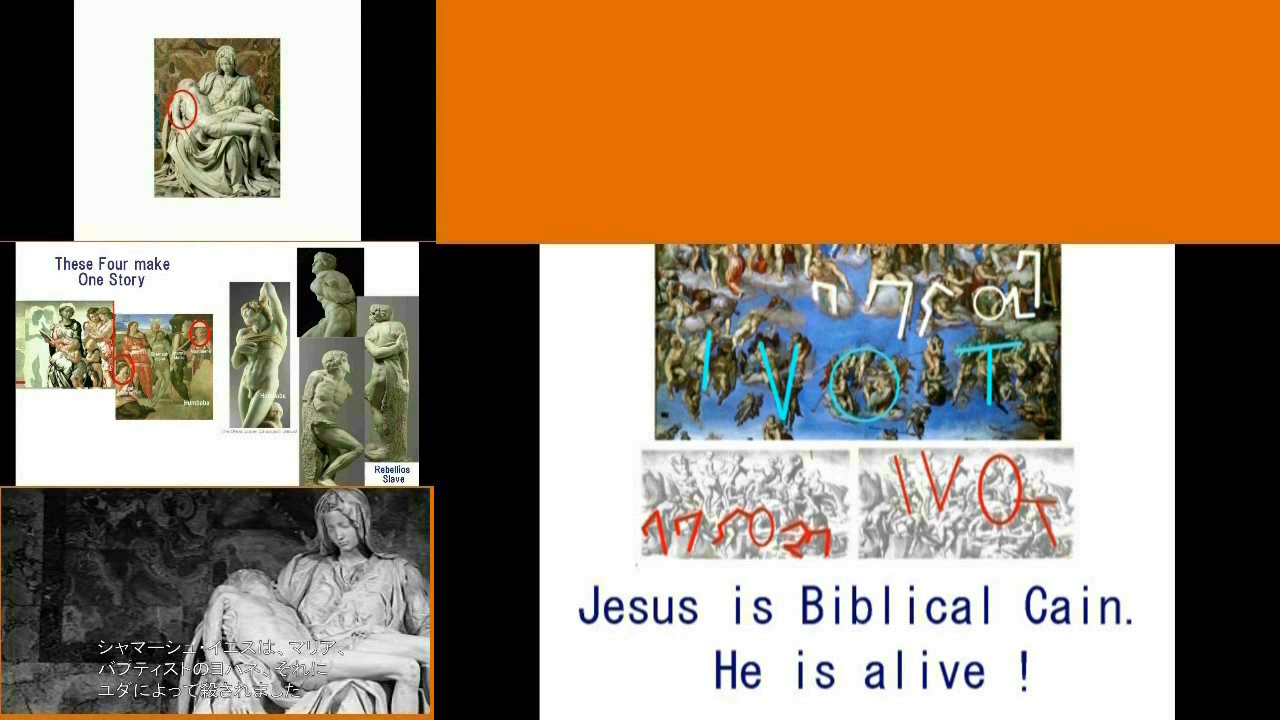 These Four make
One Story
Humbaba
Humbaba
Rebellios
Slave
シャマーシュ・イエスは、マリア、
バプティストのヨハネ、それに
ユダによって殺されました
IVOT
IVOT
Jesus is Biblical Cain.
He is alive !